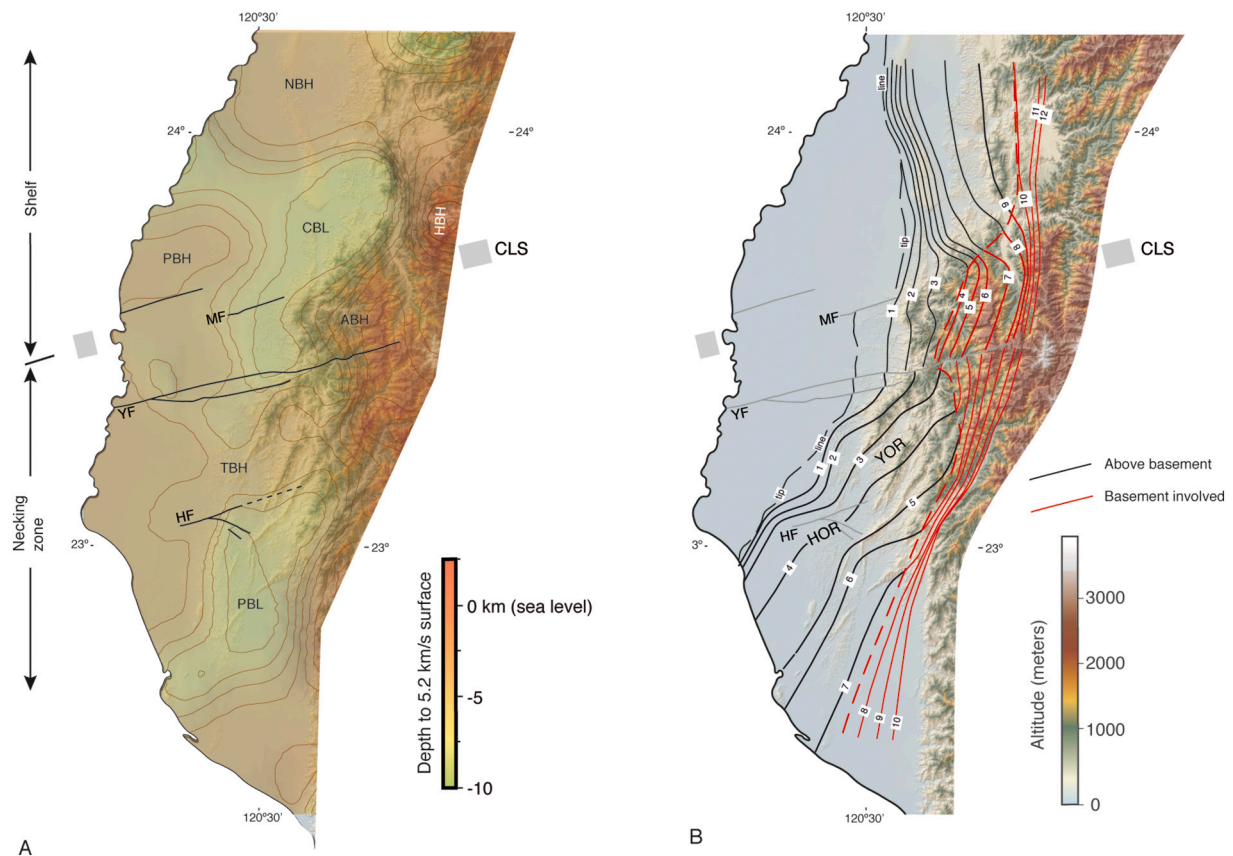 120°30'
120°30'
NBH
24°
24°
24°
Shelf
CBL
HBH
PBH
CLS
CLS
MF
ABH
MF
YF
YF
TBH
Necking
zone
HF
23°
23°
PBL
Depth to 5.2 km/s surface
0 km (sea level)
-5
-10
120°30'
A
line
11
12
10
9
8
tip
7
3
4
6
2
5
1
line
1
2
3
YOR
tip
5
HF
HOR
3°
23°
4
6
7
8
9
10
Above basement
Basement involved
Altitude (meters)
3000
2000
1000
0
120°30'
B